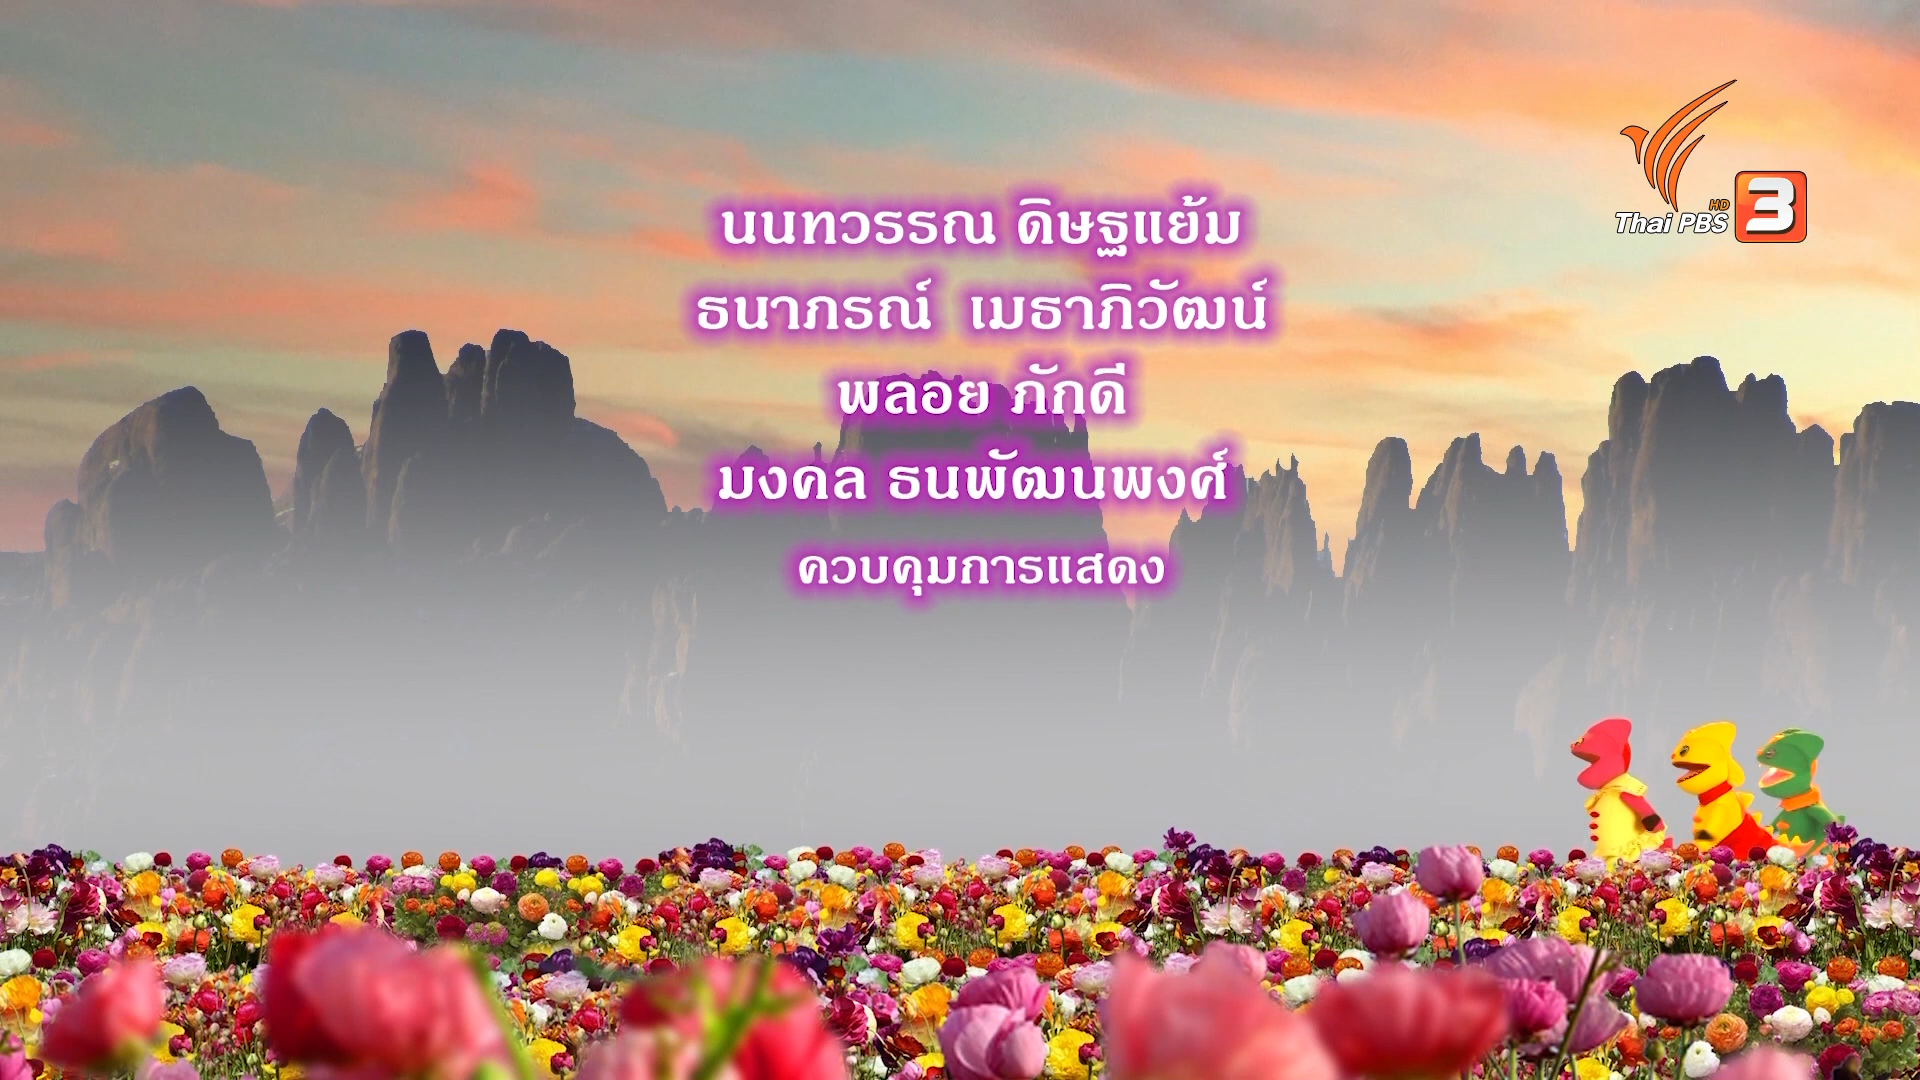 นนทวรรณ ดิษฐแย้ม
ธนาภรณ์ เมธาภิวัฒน์
พลอย ภักดี
มงคล ธนพัฒนพงศ์
ควบคุมการแสดง
HD
Thai PBS 3